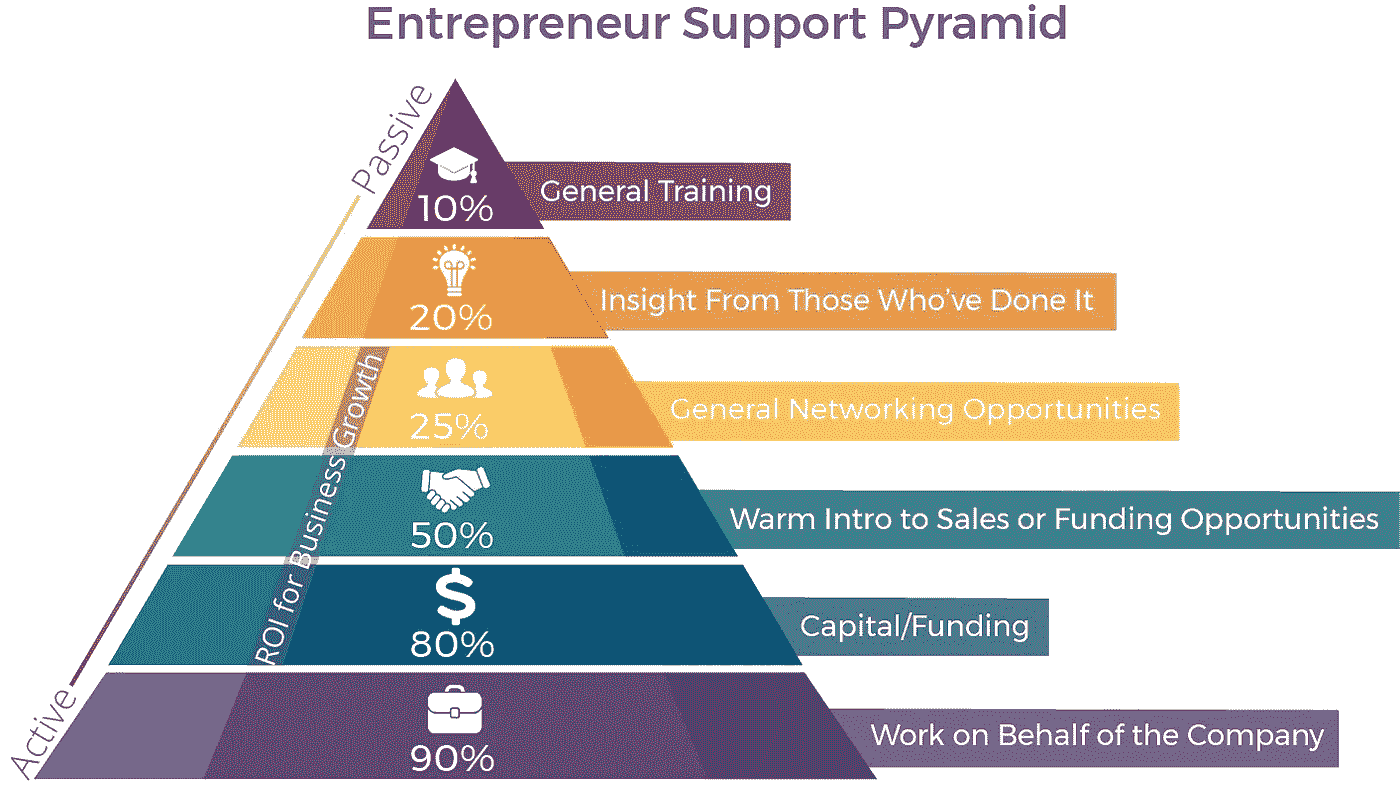 Entrepreneur Support Pyramid
Passive
10%
General Training
20%
Insight From Those Who've Done It
25%
General Networking Opportunities
ROI for Business Growth
50%
Warm Intro to Sales or Funding Opportunities
$
80%
Capital/Funding
Active
90%
Work on Behalf of the Company